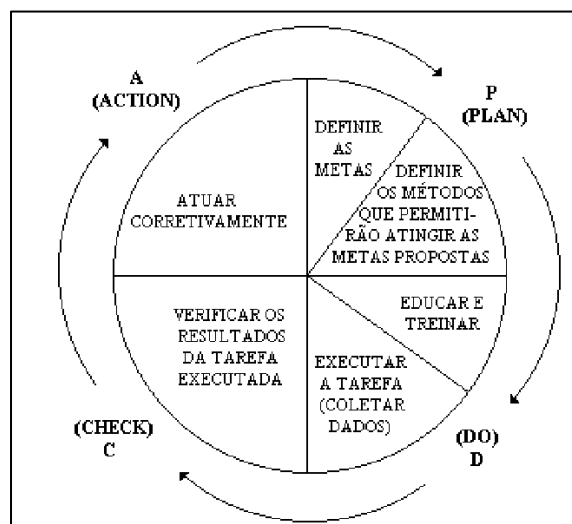 A
(ACTION)
P
(PLAN)
DEFINIR
AS
METAS
DEFINIR
OS MÉTODOS
QUE PERMITI-
RÃO ATINGIR AS
METAS PROPOSTAS
ATUAR
CORRETIVAMENTE
EDUCAR E
TREINAR
VERIFICAR OS
RESULTADOS
DA TAREFA
EXECUTADA
EXECUTAR
A TAREFA
(COLETAR
DADOS)
(CHECK)
C
(DO)
D